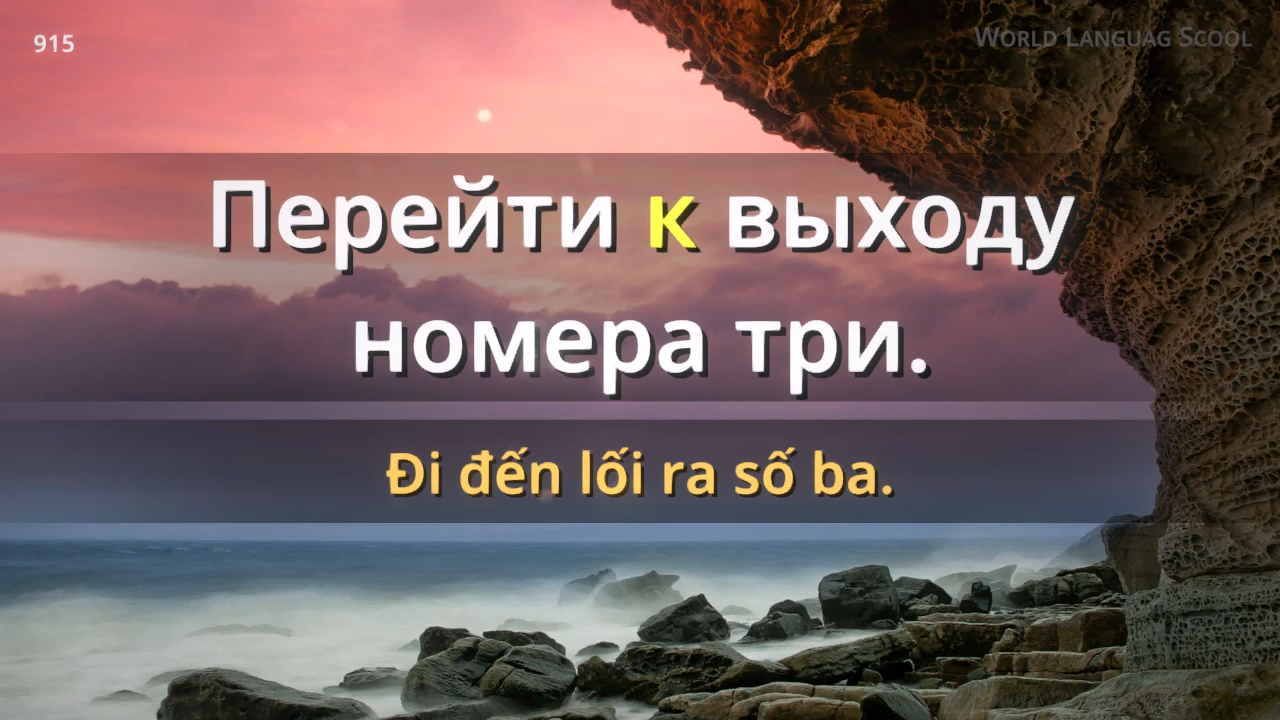 915
World Languag Scool
Перейти к выходу
номера три.
Đi đến lối ra số ba.